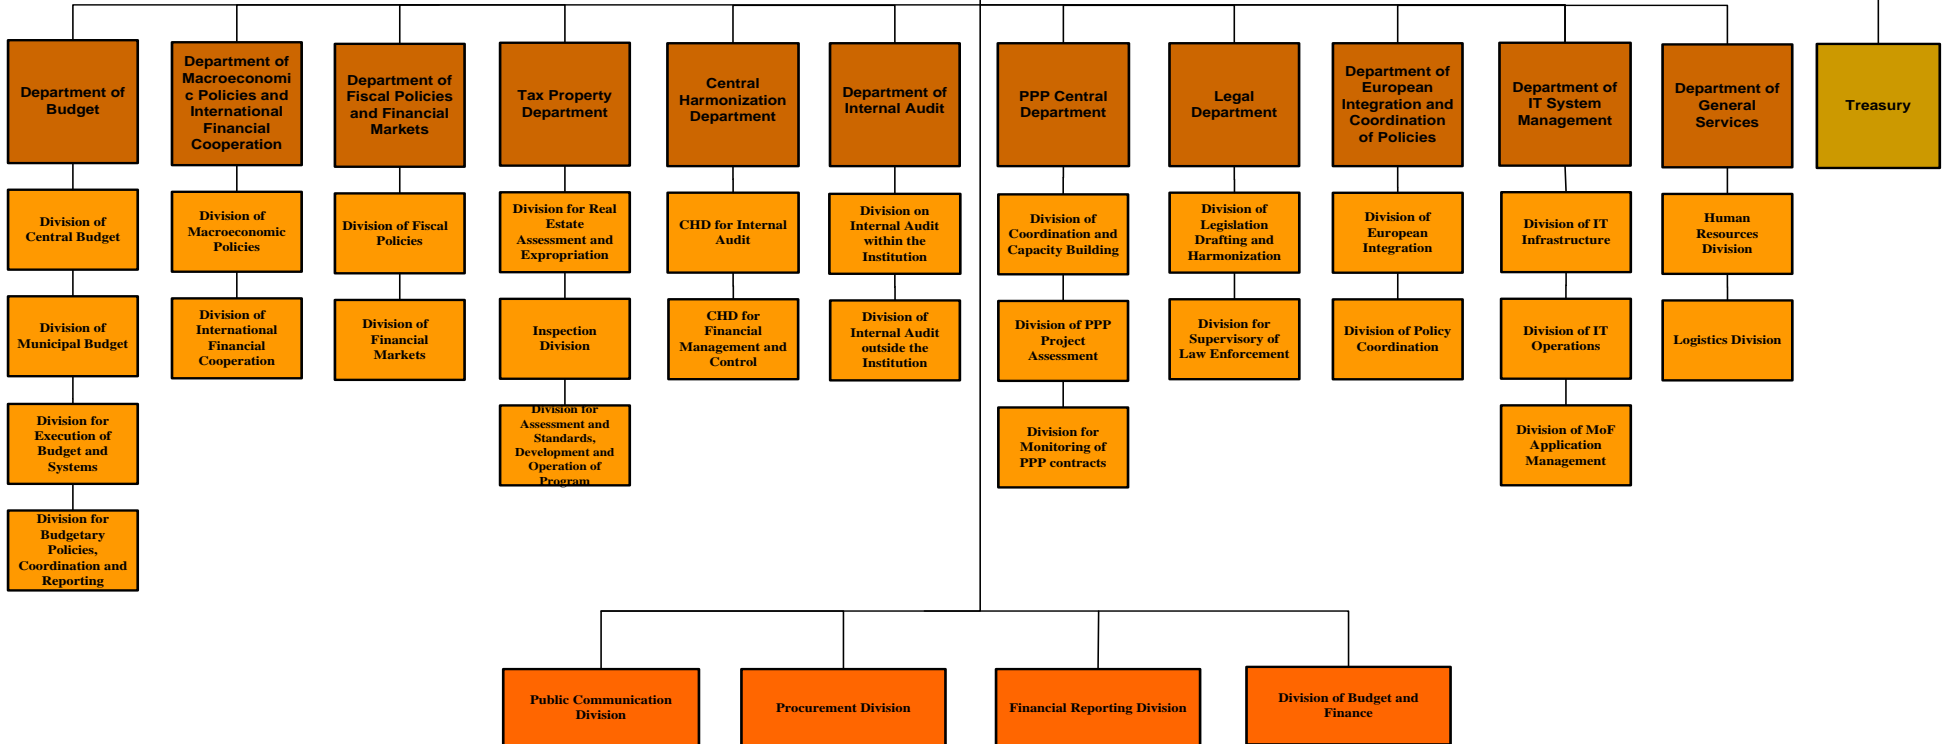 Department of
Budget
Department of
Macroeconomi
c Policies and
International
Financial
Cooperation
Department of
Fiscal Policies
and Financial
Markets
Tax Property
Department
Central
Harmonization
Department
Department of
Internal Audit
PPP Central
Department
Legal
Department
Department of
European
Integration and
Coordination
of Policies
Department of
IT System
Management
Department of
General
Services
Treasury
Division of
Central Budget
Division of
Macroeconomic
Policies
Division of Fiscal
Policies
Division for Real
Estate
Assessment and
Expropriation
CHD for Internal
Audit
Division on
Internal Audit
within the
Institution
Division of
Coordination and
Capacity Building
Division of
Legislation
Drafting and
Harmonization
Division of
European
Integration
Division of IT
Infrastructure
Human
Resources
Division
Division of
Municipal Budget
Division of
International
Financial
Cooperation
Division of
Financial
Markets
Inspection
Division
CHD for
Financial
Management and
Control
Division of
Internal Audit
outside the
Institution
Division of PPP
Project
Assessment
Division for
Supervisory of
Law Enforcement
Division of Policy
Coordination
Division of IT
Operations
Logistics Division
Division for
Execution of
Budget and
Systems
Division for
Assessment and
Standards,
Development and
Operation of
Program
Division for
Monitoring of
PPP contracts
Division of MoF
Application
Management
Division for
Budgetary
Policies,
Coordination and
Reporting
Public Communication
Division
Procurement Division
Financial Reporting Division
Division of Budget and
Finance